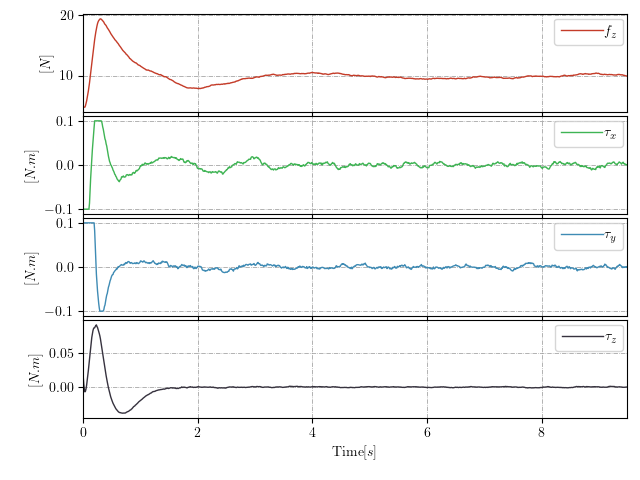 20
10
[N]
f_z
0.1
0.0
−0.1
[N.m]
τ_x
0.1
0.0
−0.1
[N.m]
τ_y
0.05
0.00
[N.m]
τ_z
0 2 4 6 8
Time[s]